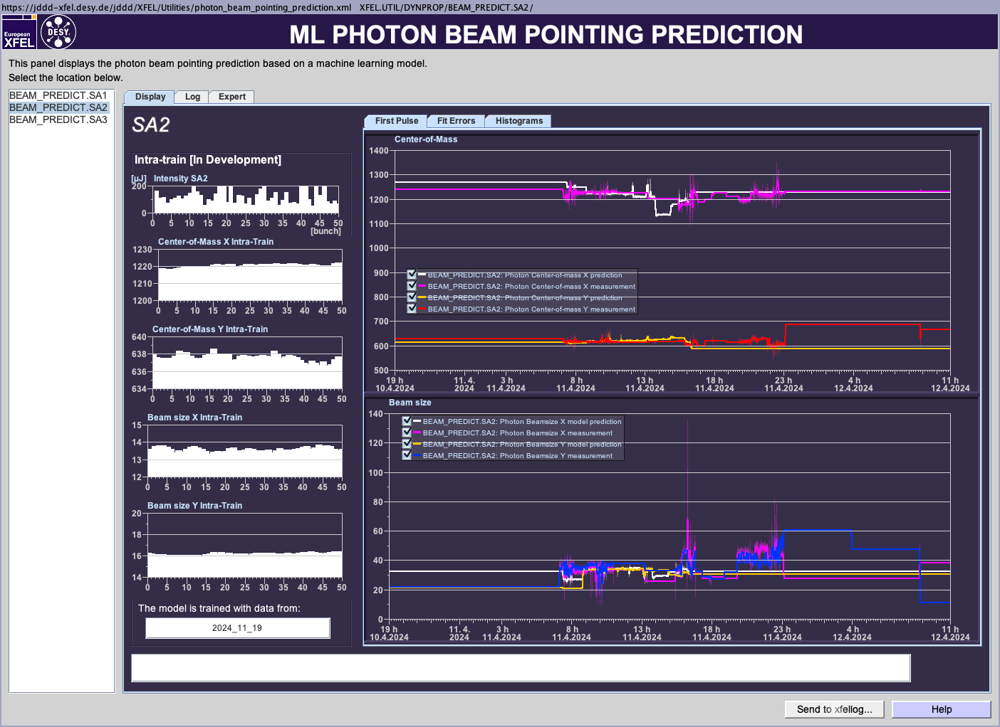 https://jddd-xfel.desy.de/jddd/XFEL/Utilities/photon_beam_pointing_prediction.xml   XFEL.UTIL/DYNPROP/BEAM_PREDICT.SA2/
European
XFEL
DESY.
ML PHOTON BEAM POINTING PREDICTION
This panel displays the photon beam pointing prediction based on a machine learning model.
Select the location below.
BEAM_PREDICT.SA1
BEAM_PREDICT.SA2
BEAM_PREDICT.SA3
Display Log Expert
SA2
Intra-train [In Development]
[µJ] Intensity SA2
200
0
0 5 10 15 20 25 30 35 40 45 50
[bunch]
Center-of-Mass X Intra-Train
1230
1220
1210
1200
0 5 10 15 20 25 30 35 40 45 50
Center-of-Mass Y Intra-Train
640
638
636
634
0 5 10 15 20 25 30 35 40 45 50
Beam size X Intra-Train
15
14
13
12
0 5 10 15 20 25 30 35 40 45 50
Beam size Y Intra-Train
20
18
16
14
0 5 10 15 20 25 30 35 40 45 50
The model is trained with data from:
2024_11_19
First Pulse Fit Errors Histograms
Center-of-Mass
1400
1300
1200
1100
1000
900
800
700
600
500
BEAM_PREDICT.SA2: Photon Center-of-mass X prediction
BEAM_PREDICT.SA2: Photon Center-of-mass X measurement
BEAM_PREDICT.SA2: Photon Center-of-mass Y prediction
BEAM_PREDICT.SA2: Photon Center-of-mass Y measurement
19 h 11. 4. 3 h 8 h 13 h 18 h 23 h 4 h 11 h
10.4.2024 2024 11.4.2024 11.4.2024 11.4.2024 11.4.2024 11.4.2024 12.4.2024 12.4.2024
Beam size
140
120
100
80
60
40
20
0
BEAM_PREDICT.SA2: Photon Beamsize X model prediction
BEAM_PREDICT.SA2: Photon Beamsize X measurement
BEAM_PREDICT.SA2: Photon Beamsize Y model prediction
BEAM_PREDICT.SA2: Photon Beamsize Y measurement
19 h 11. 4. 3 h 8 h 13 h 18 h 23 h 4 h 11 h
10.4.2024 2024 11.4.2024 11.4.2024 11.4.2024 11.4.2024 11.4.2024 12.4.2024 12.4.2024
Send to xfellog...
Help